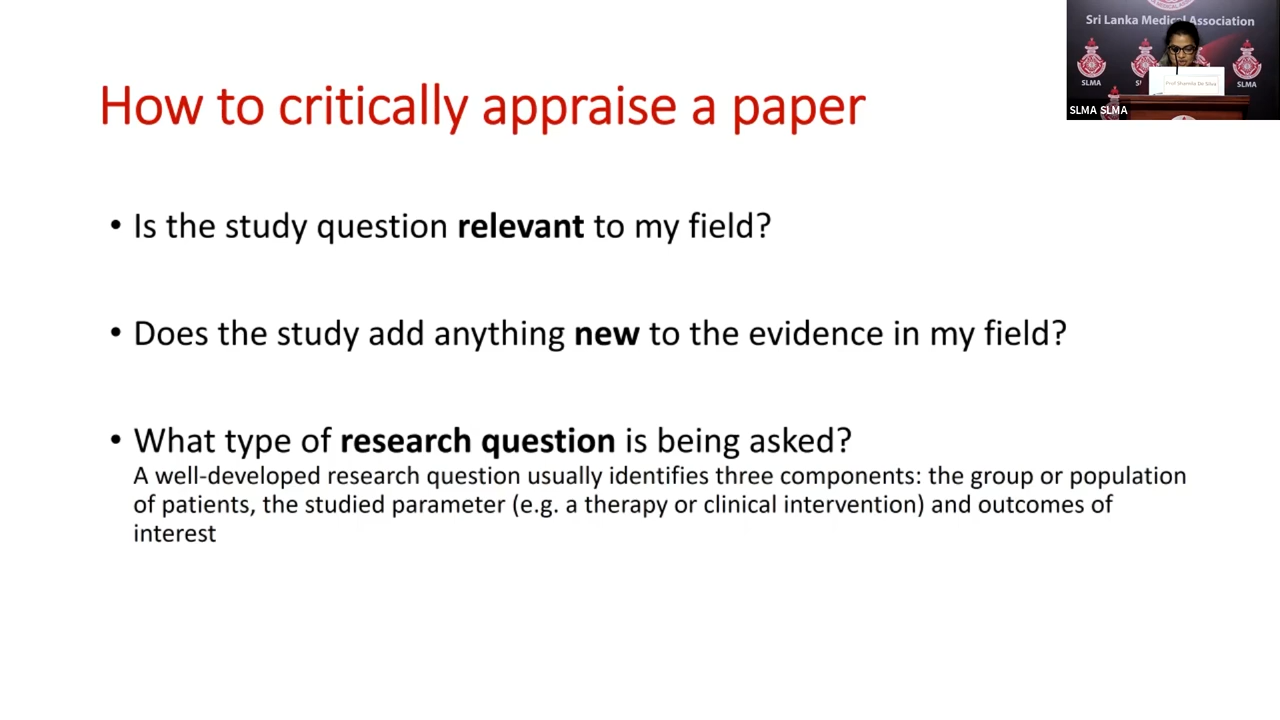 Sri Lanka Medical Association
SLMA
SLMA
SLMA SLMA
How to critically appraise a paper
• Is the study question relevant to my field?
• Does the study add anything new to the evidence in my field?
• What type of research question is being asked?
A well-developed research question usually identifies three components: the group or population
of patients, the studied parameter (e.g. a therapy or clinical intervention) and outcomes of
interest